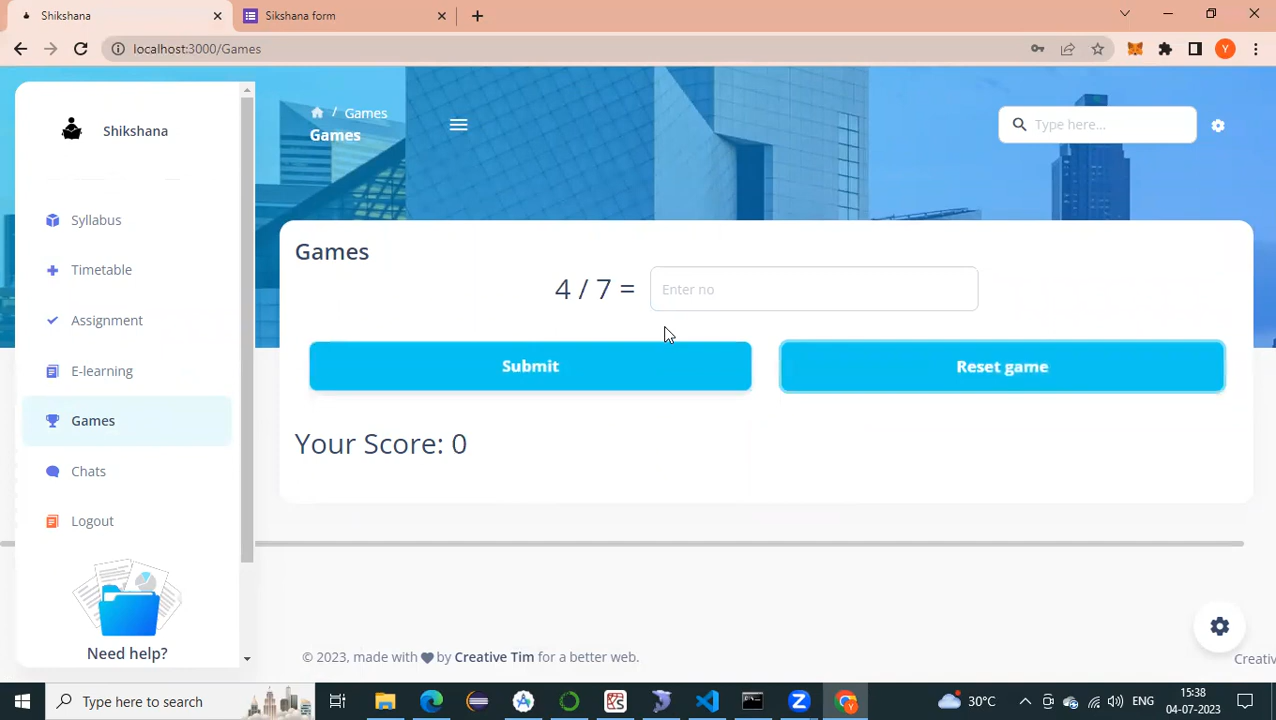 Shikshana
Sikshana form
localhost:3000/Games
Y
Shikshana
/ Games
Games
Type here...
Syllabus
Timetable
Assignment
E-learning
Games
Chats
Logout
Need help?
Games
4 / 7 =
Enter no
Submit
Reset game
Your Score: 0
© 2023, made with by Creative Tim for a better web.
Creati
Type here to search
30°C
ENG
15:38
04-07-2023